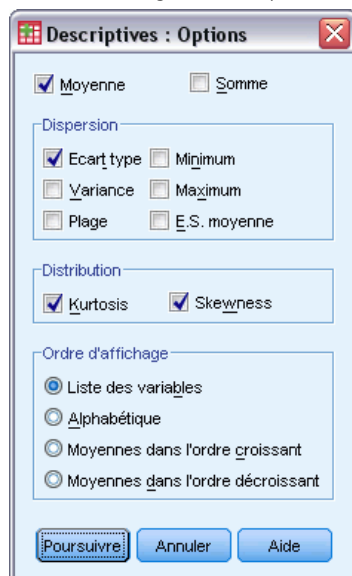 Descriptives : Options
Moyenne Somme
Dispersion
Ecart type Minimum
Variance Maximum
Plage E.S. moyenne
Distribution
Kurtosis Skewness
Ordre d'affichage
Liste des variables
Alphabétique
Moyennes dans l'ordre croissant
Moyennes dans l'ordre décroissant
Poursuivre Annuler Aide